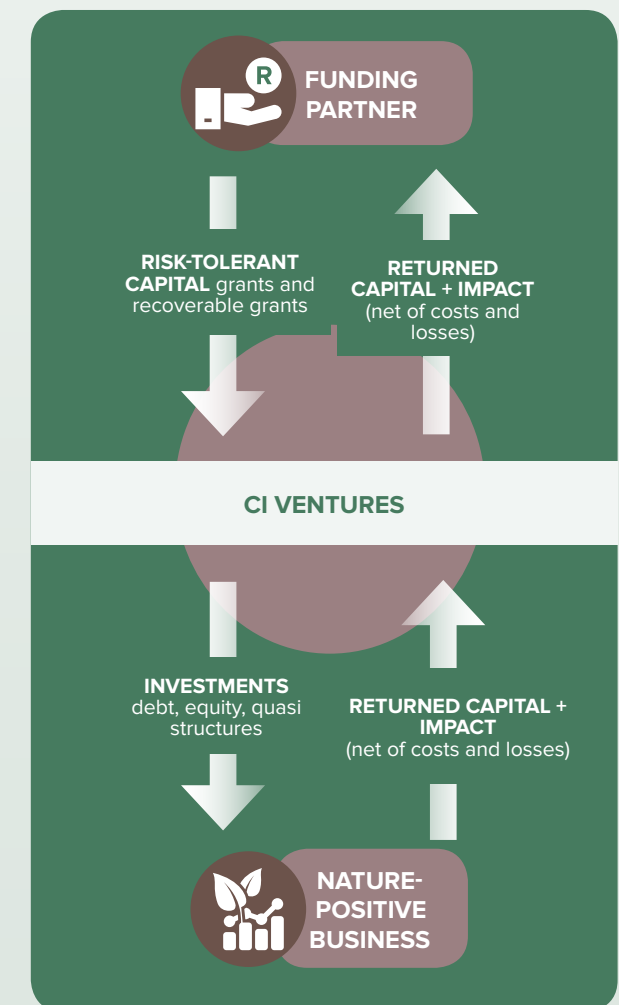 R
FUNDING
PARTNER
RISK-TOLERANT
CAPITAL grants and
recoverable grants
RETURNED
CAPITAL + IMPACT
(net of costs and
losses)
CI VENTURES
INVESTMENTS
debt, equity, quasi
structures
RETURNED CAPITAL +
IMPACT
(net of costs and losses)
NATURE-
POSITIVE
BUSINESS